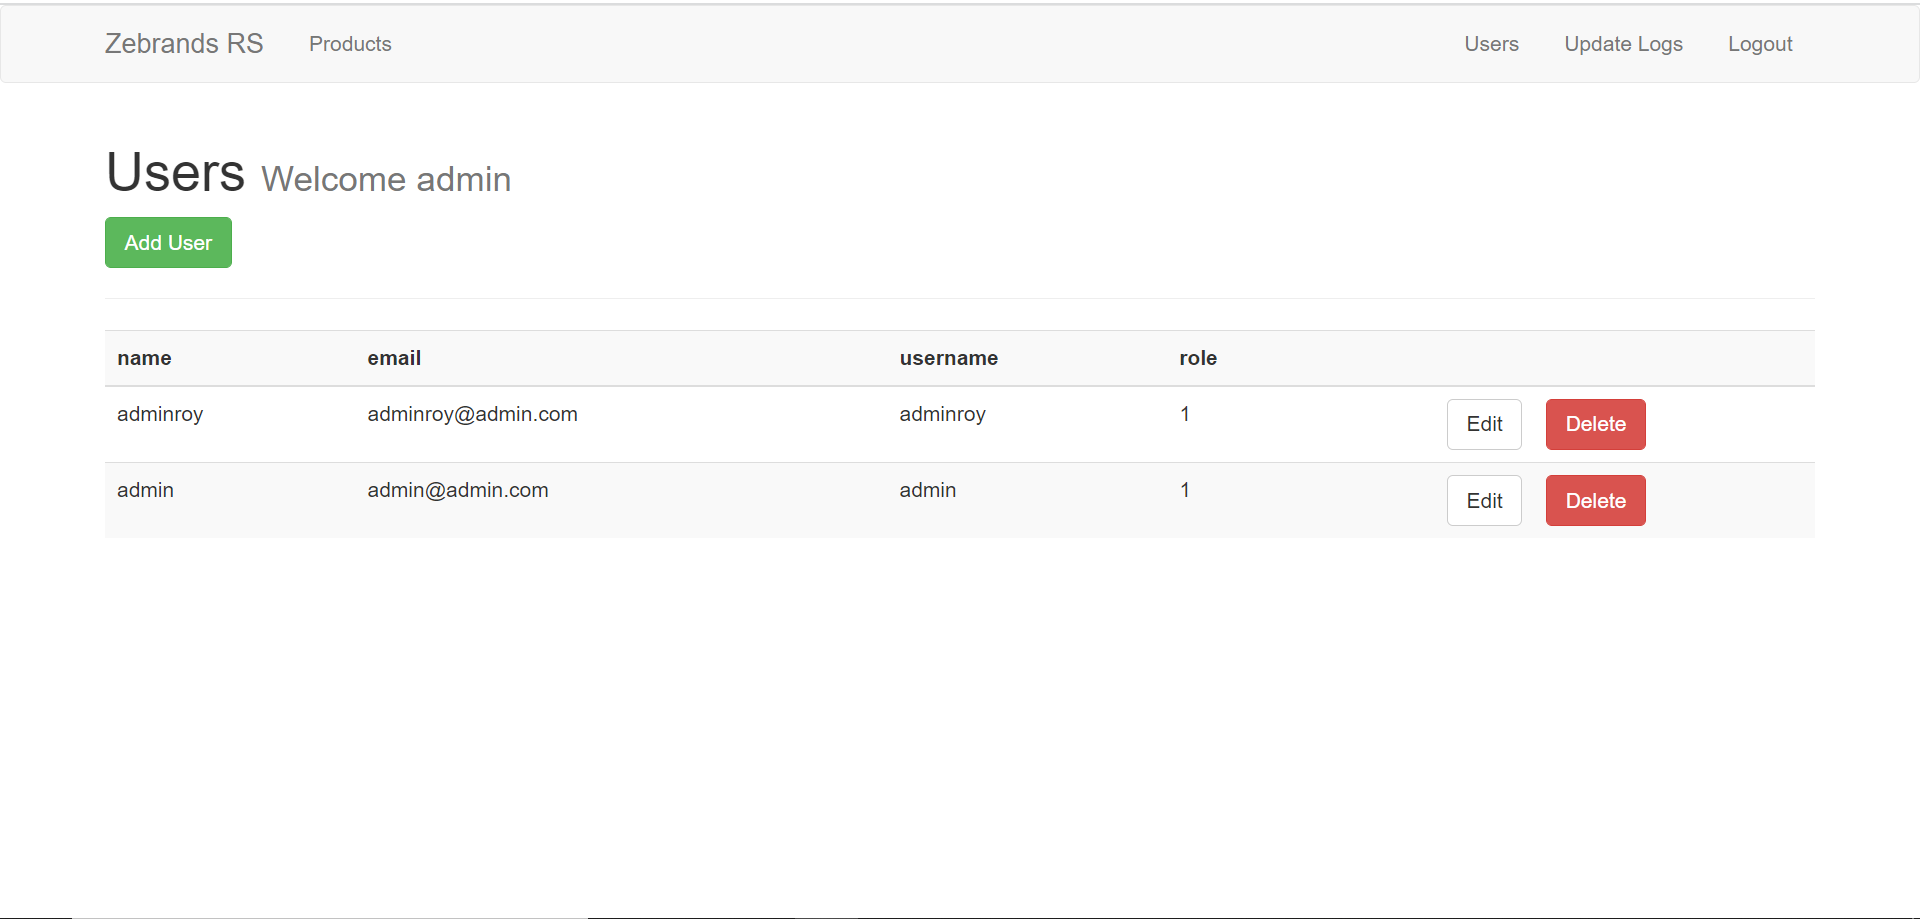 Zebrands RS Products Users Update Logs Logout
Users Welcome admin
Add User
name email username role
adminroy adminroy@admin.com adminroy 1 Edit Delete
admin admin@admin.com admin 1 Edit Delete